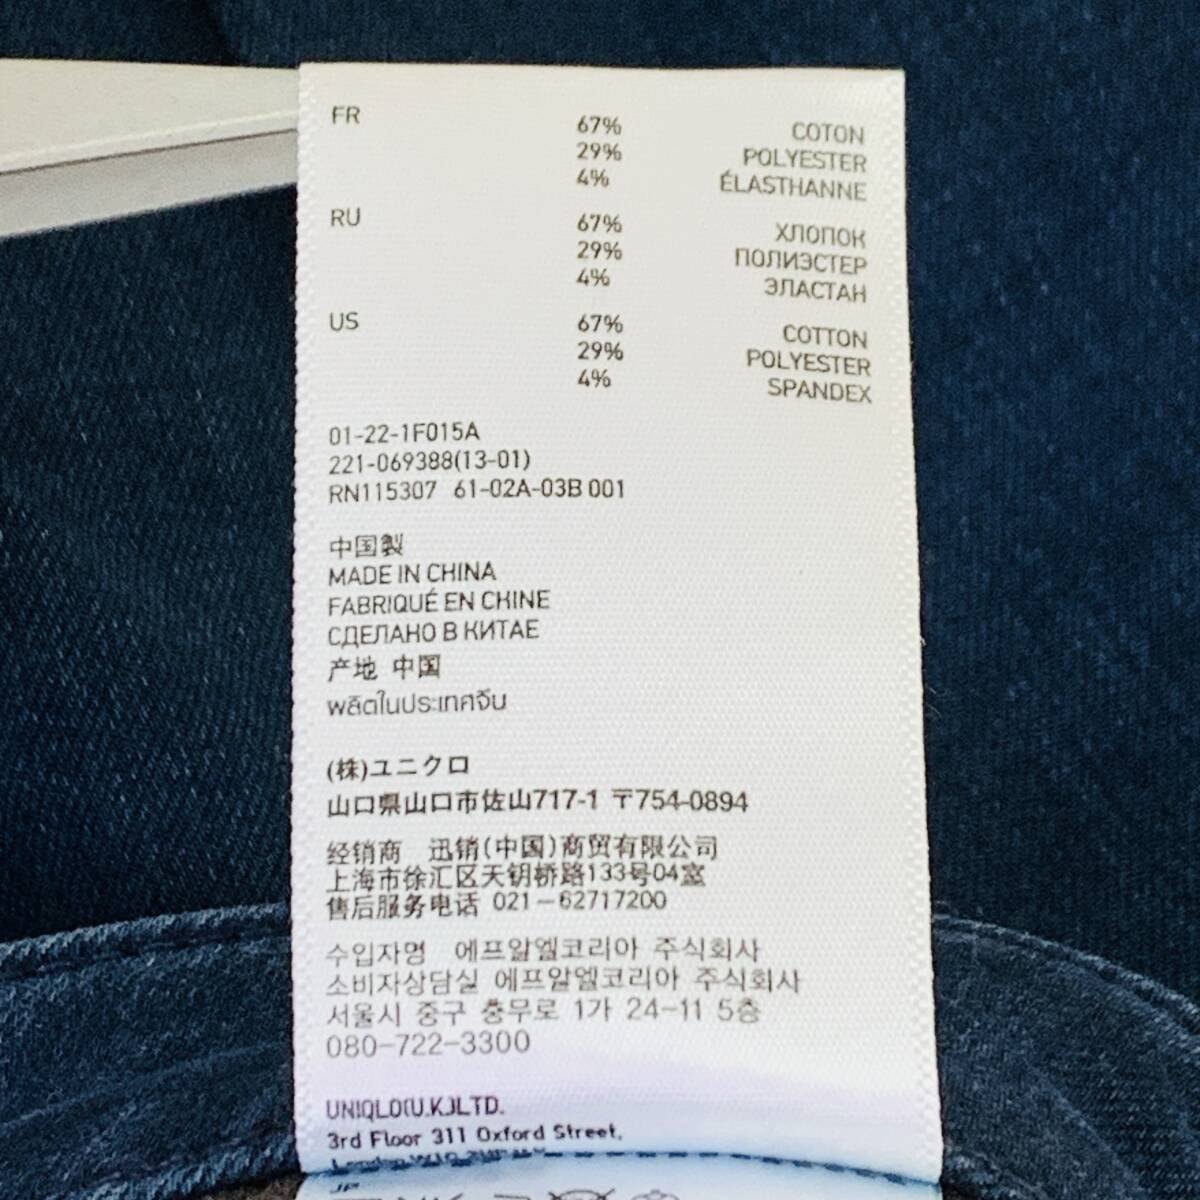 FR 67% COTON
29% POLYESTER
4% ÉLASTHANNE
RU 67% ХЛОПОК
29% ПОЛИЭСТЕР
4% ЭЛАСТАН
US 67% COTTON
29% POLYESTER
4% SPANDEX
01-22-1F015A
221-069388(13-01)
RN115307 61-02A-03B 001
中国製
MADE IN CHINA
FABRIQUÉ EN CHINE
СДЕЛАНО В КИТАЕ
产地 中国
ผลิตในประเทศจีน
(株)ユニクロ
山口県山口市佐山717-1 〒754-0894
经销商 迅销(中国)商贸有限公司
上海市徐汇区天钥桥路133号04室
售后服务电话 021-62717200
수입자명 에프알엘코리아 주식회사
소비자상담실 에프알엘코리아 주식회사
서울시 중구 충무로 1가 24-11 5층
080-722-3300
UNIQLO(U.K.)LTD.
3rd Floor 311 Oxford Street,
London
JP